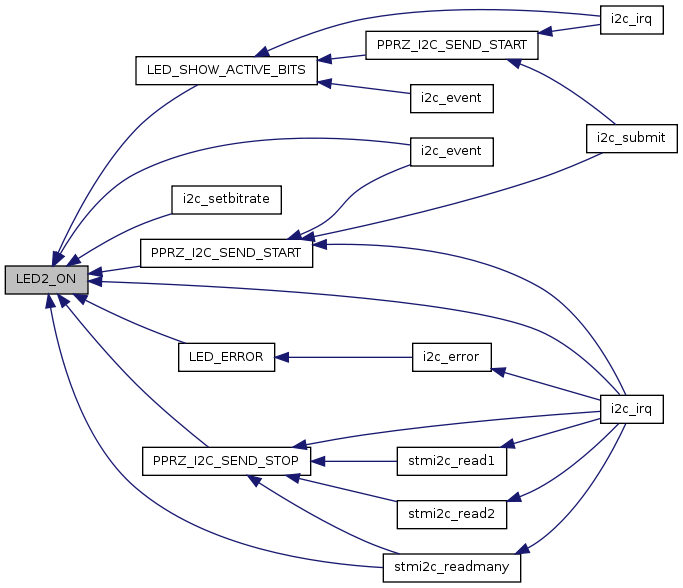 i2c_irq
PPRZ_I2C_SEND_START
LED_SHOW_ACTIVE_BITS
i2c_event
i2c_submit
i2c_event
i2c_setbitrate
PPRZ_I2C_SEND_START
LED2_ON
LED_ERROR
i2c_error
i2c_irq
PPRZ_I2C_SEND_STOP
stmi2c_read1
stmi2c_read2
stmi2c_readmany